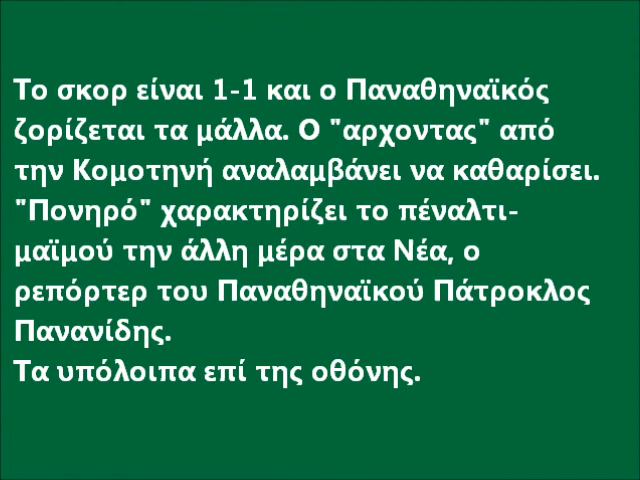 Το σκορ είναι 1-1 και ο Παναθηναϊκός
ζορίζεται τα μάλλα. Ο "αρχοντας" από
την Κομοτηνή αναλαμβάνει να καθαρίσει.
"Πονηρό" χαρακτηρίζει το πέναλτι-
μαϊμού την άλλη μέρα στα Νέα, ο
ρεπόρτερ του Παναθηναϊκού Πάτροκλος
Πανανίδης.
Τα υπόλοιπα επί της οθόνης.